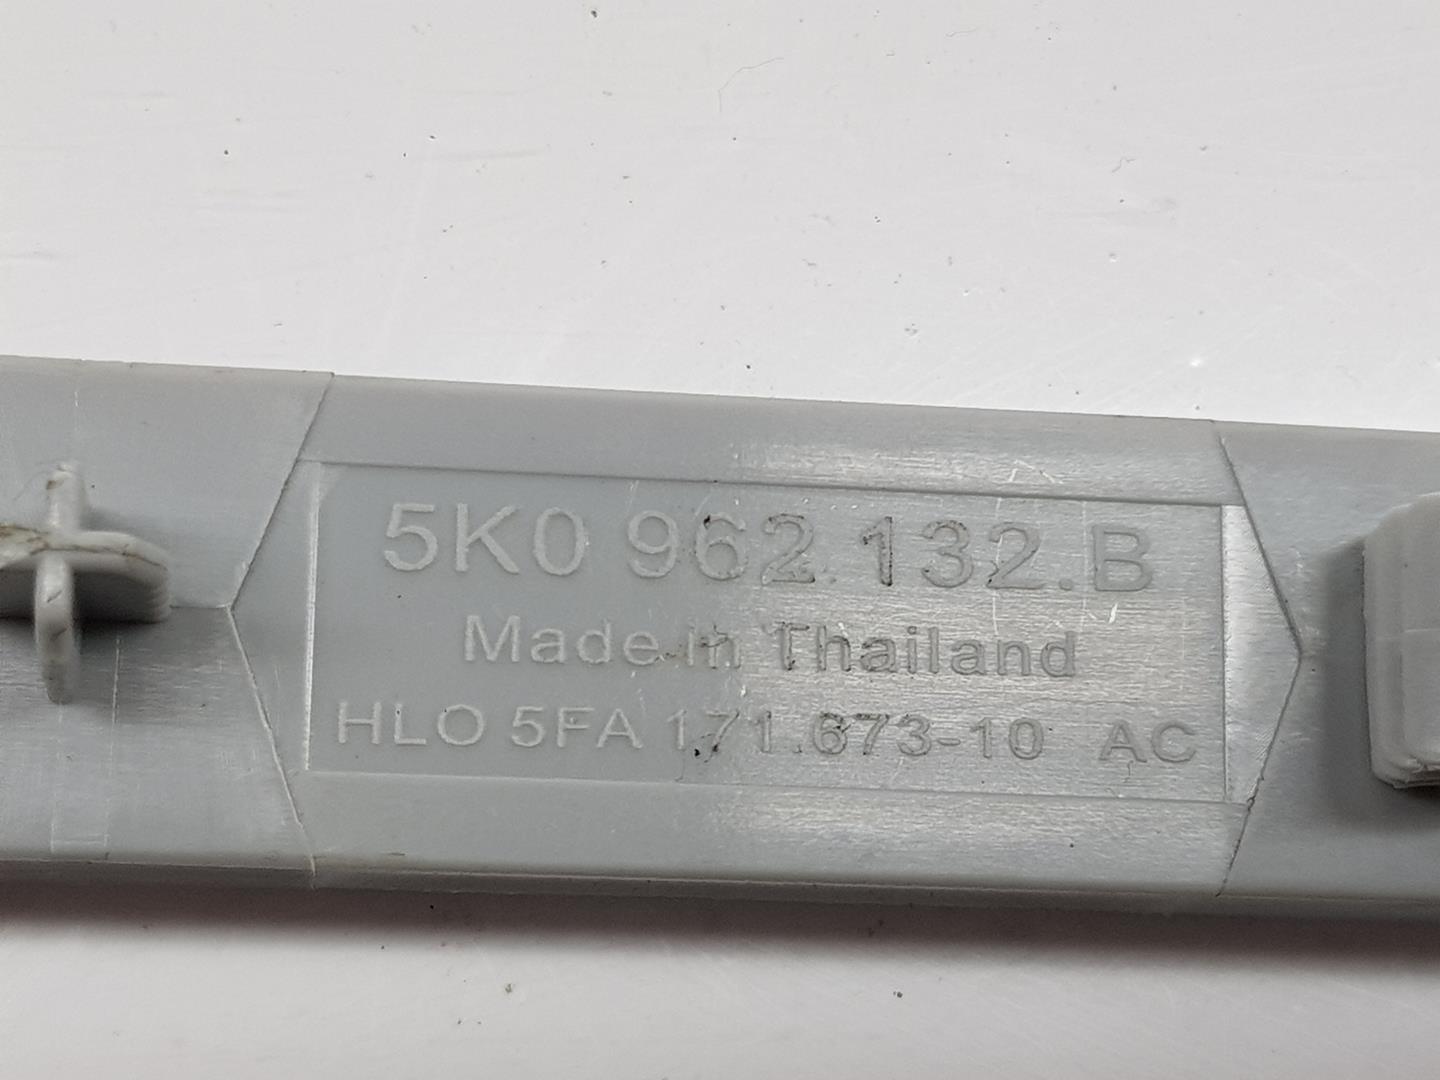 5K0 962.132.B
Made in Thailand
HLO 5FA 171.673-10 AC